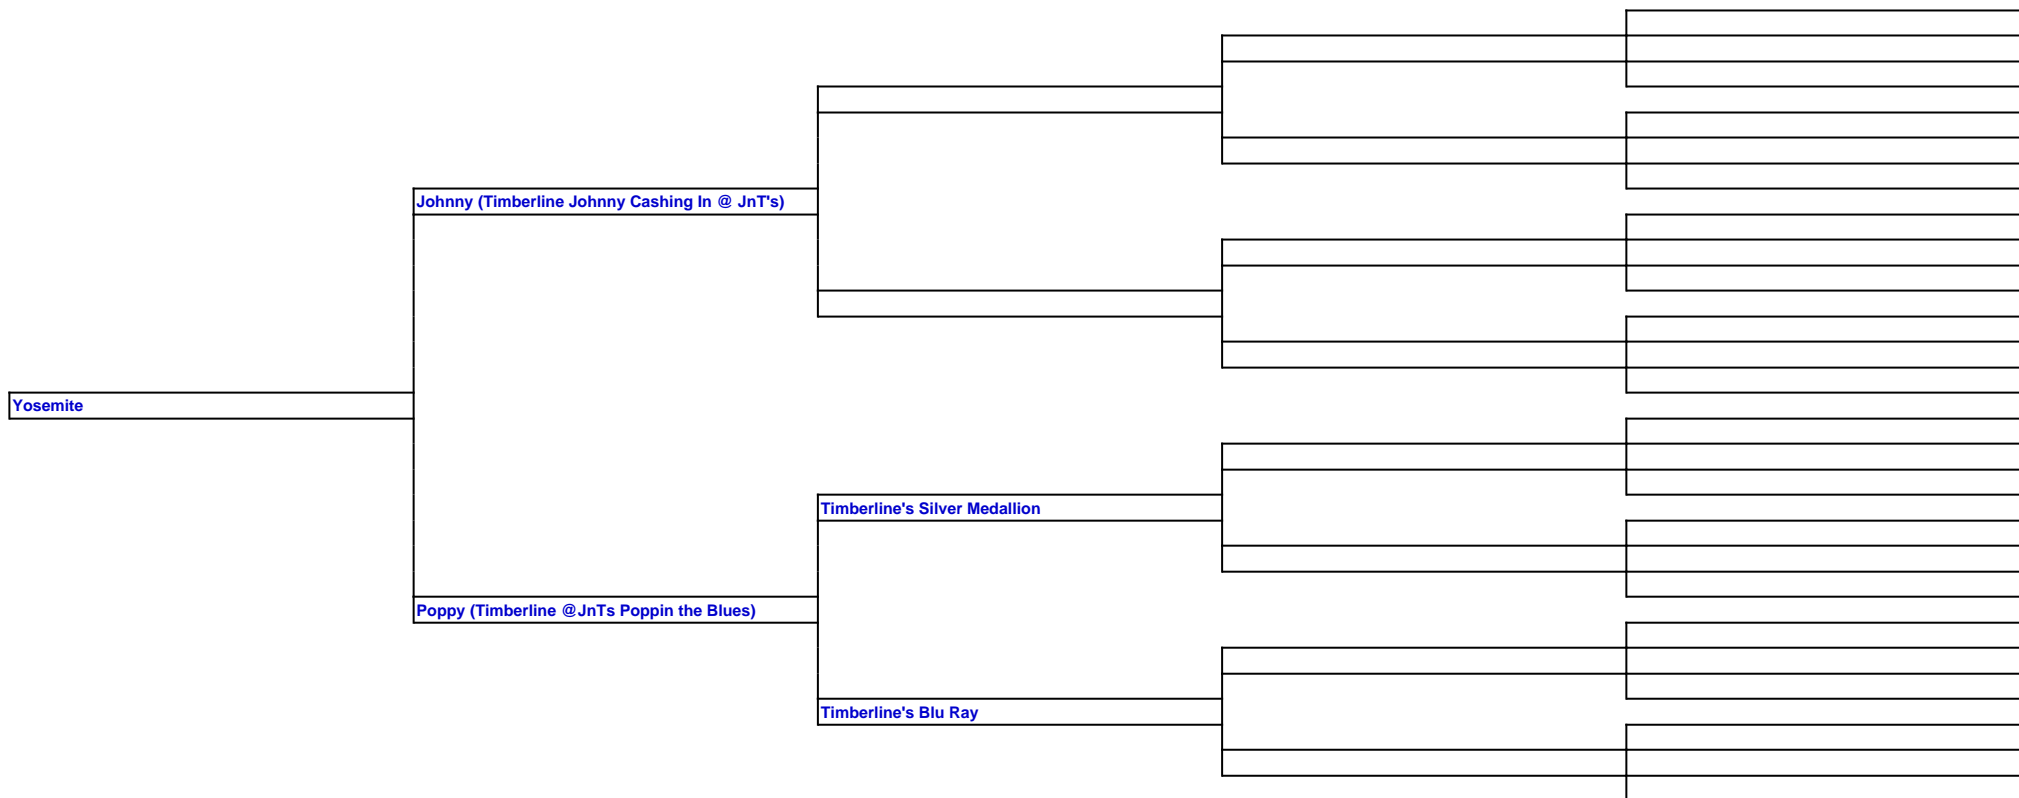 Johnny (Timberline Johnny Cashing In @ JnT's)
Yosemite
Timberline's Silver Medallion
Poppy (Timberline @JnTs Poppin the Blues)
Timberline's Blu Ray